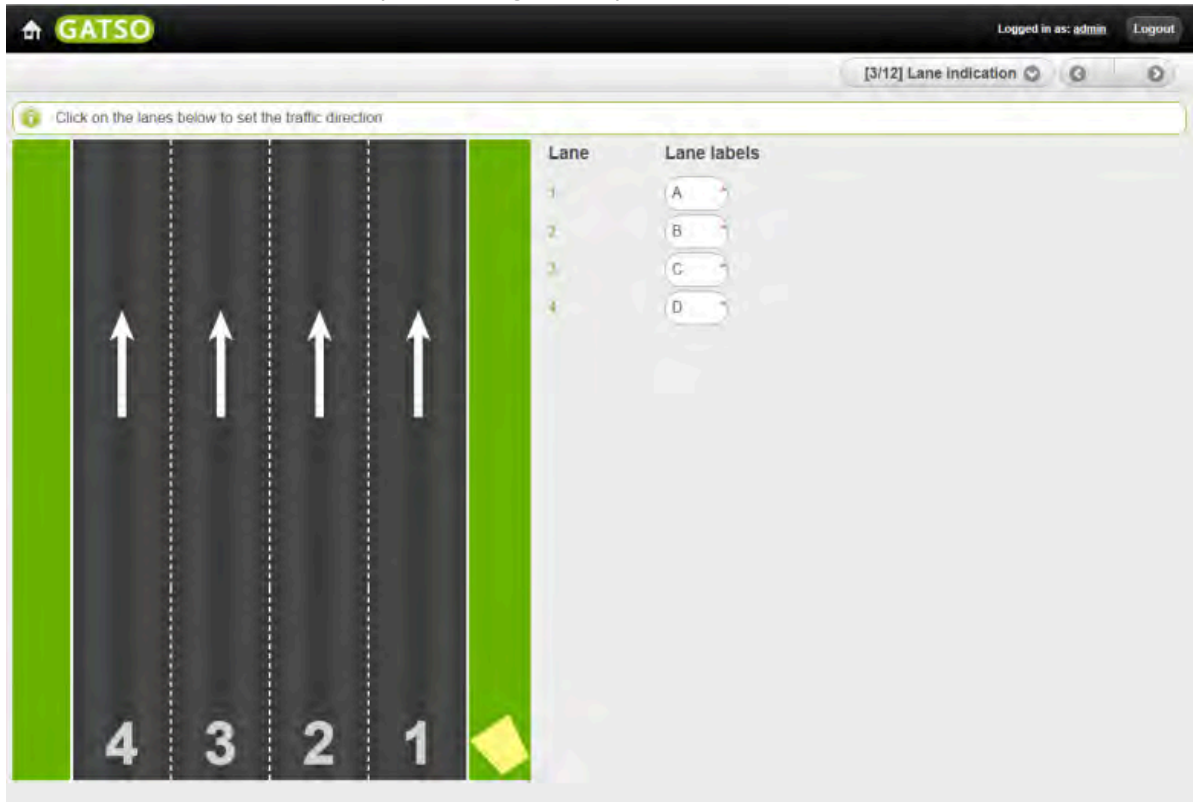 GATSO
Logged in as: admin Logout
[3/12] Lane indication
Click on the lanes below to set the traffic direction
Lane Lane labels
1 A *
2 B *
3 C *
4 D *
4 3 2 1